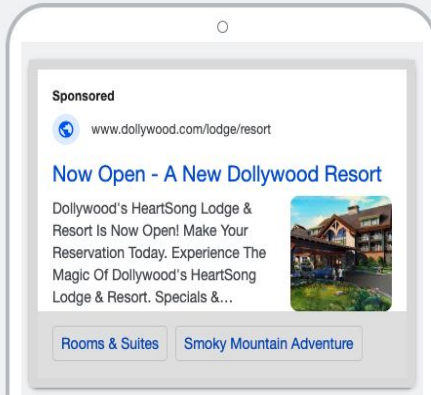 Sponsored
www.dollywood.com/lodge/resort
Now Open - A New Dollywood Resort
Dollywood's HeartSong Lodge &
Resort Is Now Open! Make Your
Reservation Today. Experience The
Magic Of Dollywood's HeartSong
Lodge & Resort. Specials &...
Rooms & Suites
Smoky Mountain Adventure